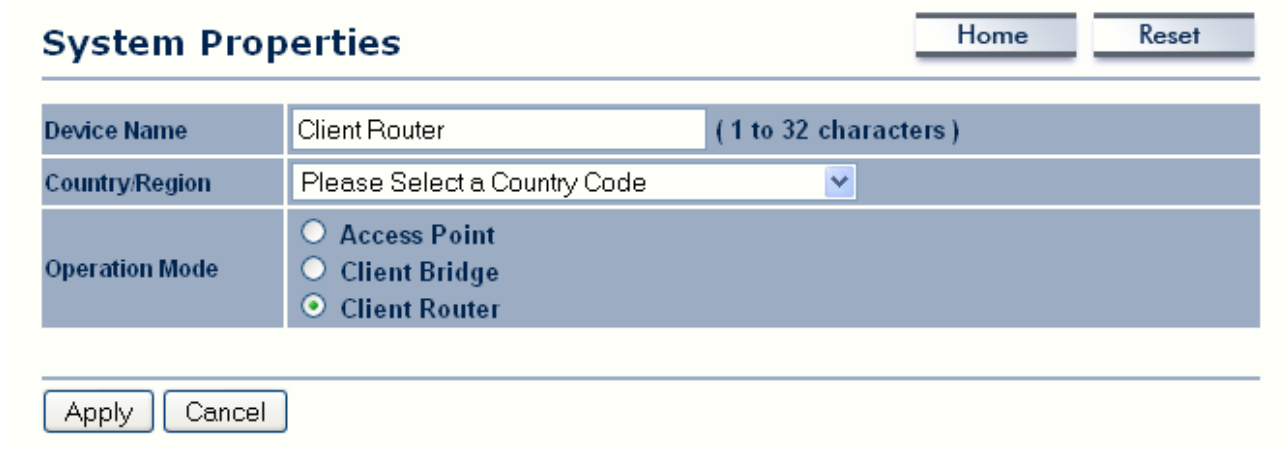 System Properties
Home
Reset
Device Name
Client Router
( 1 to 32 characters )
Country/Region
Please Select a Country Code
Operation Mode
Access Point
Client Bridge
Client Router
Apply
Cancel